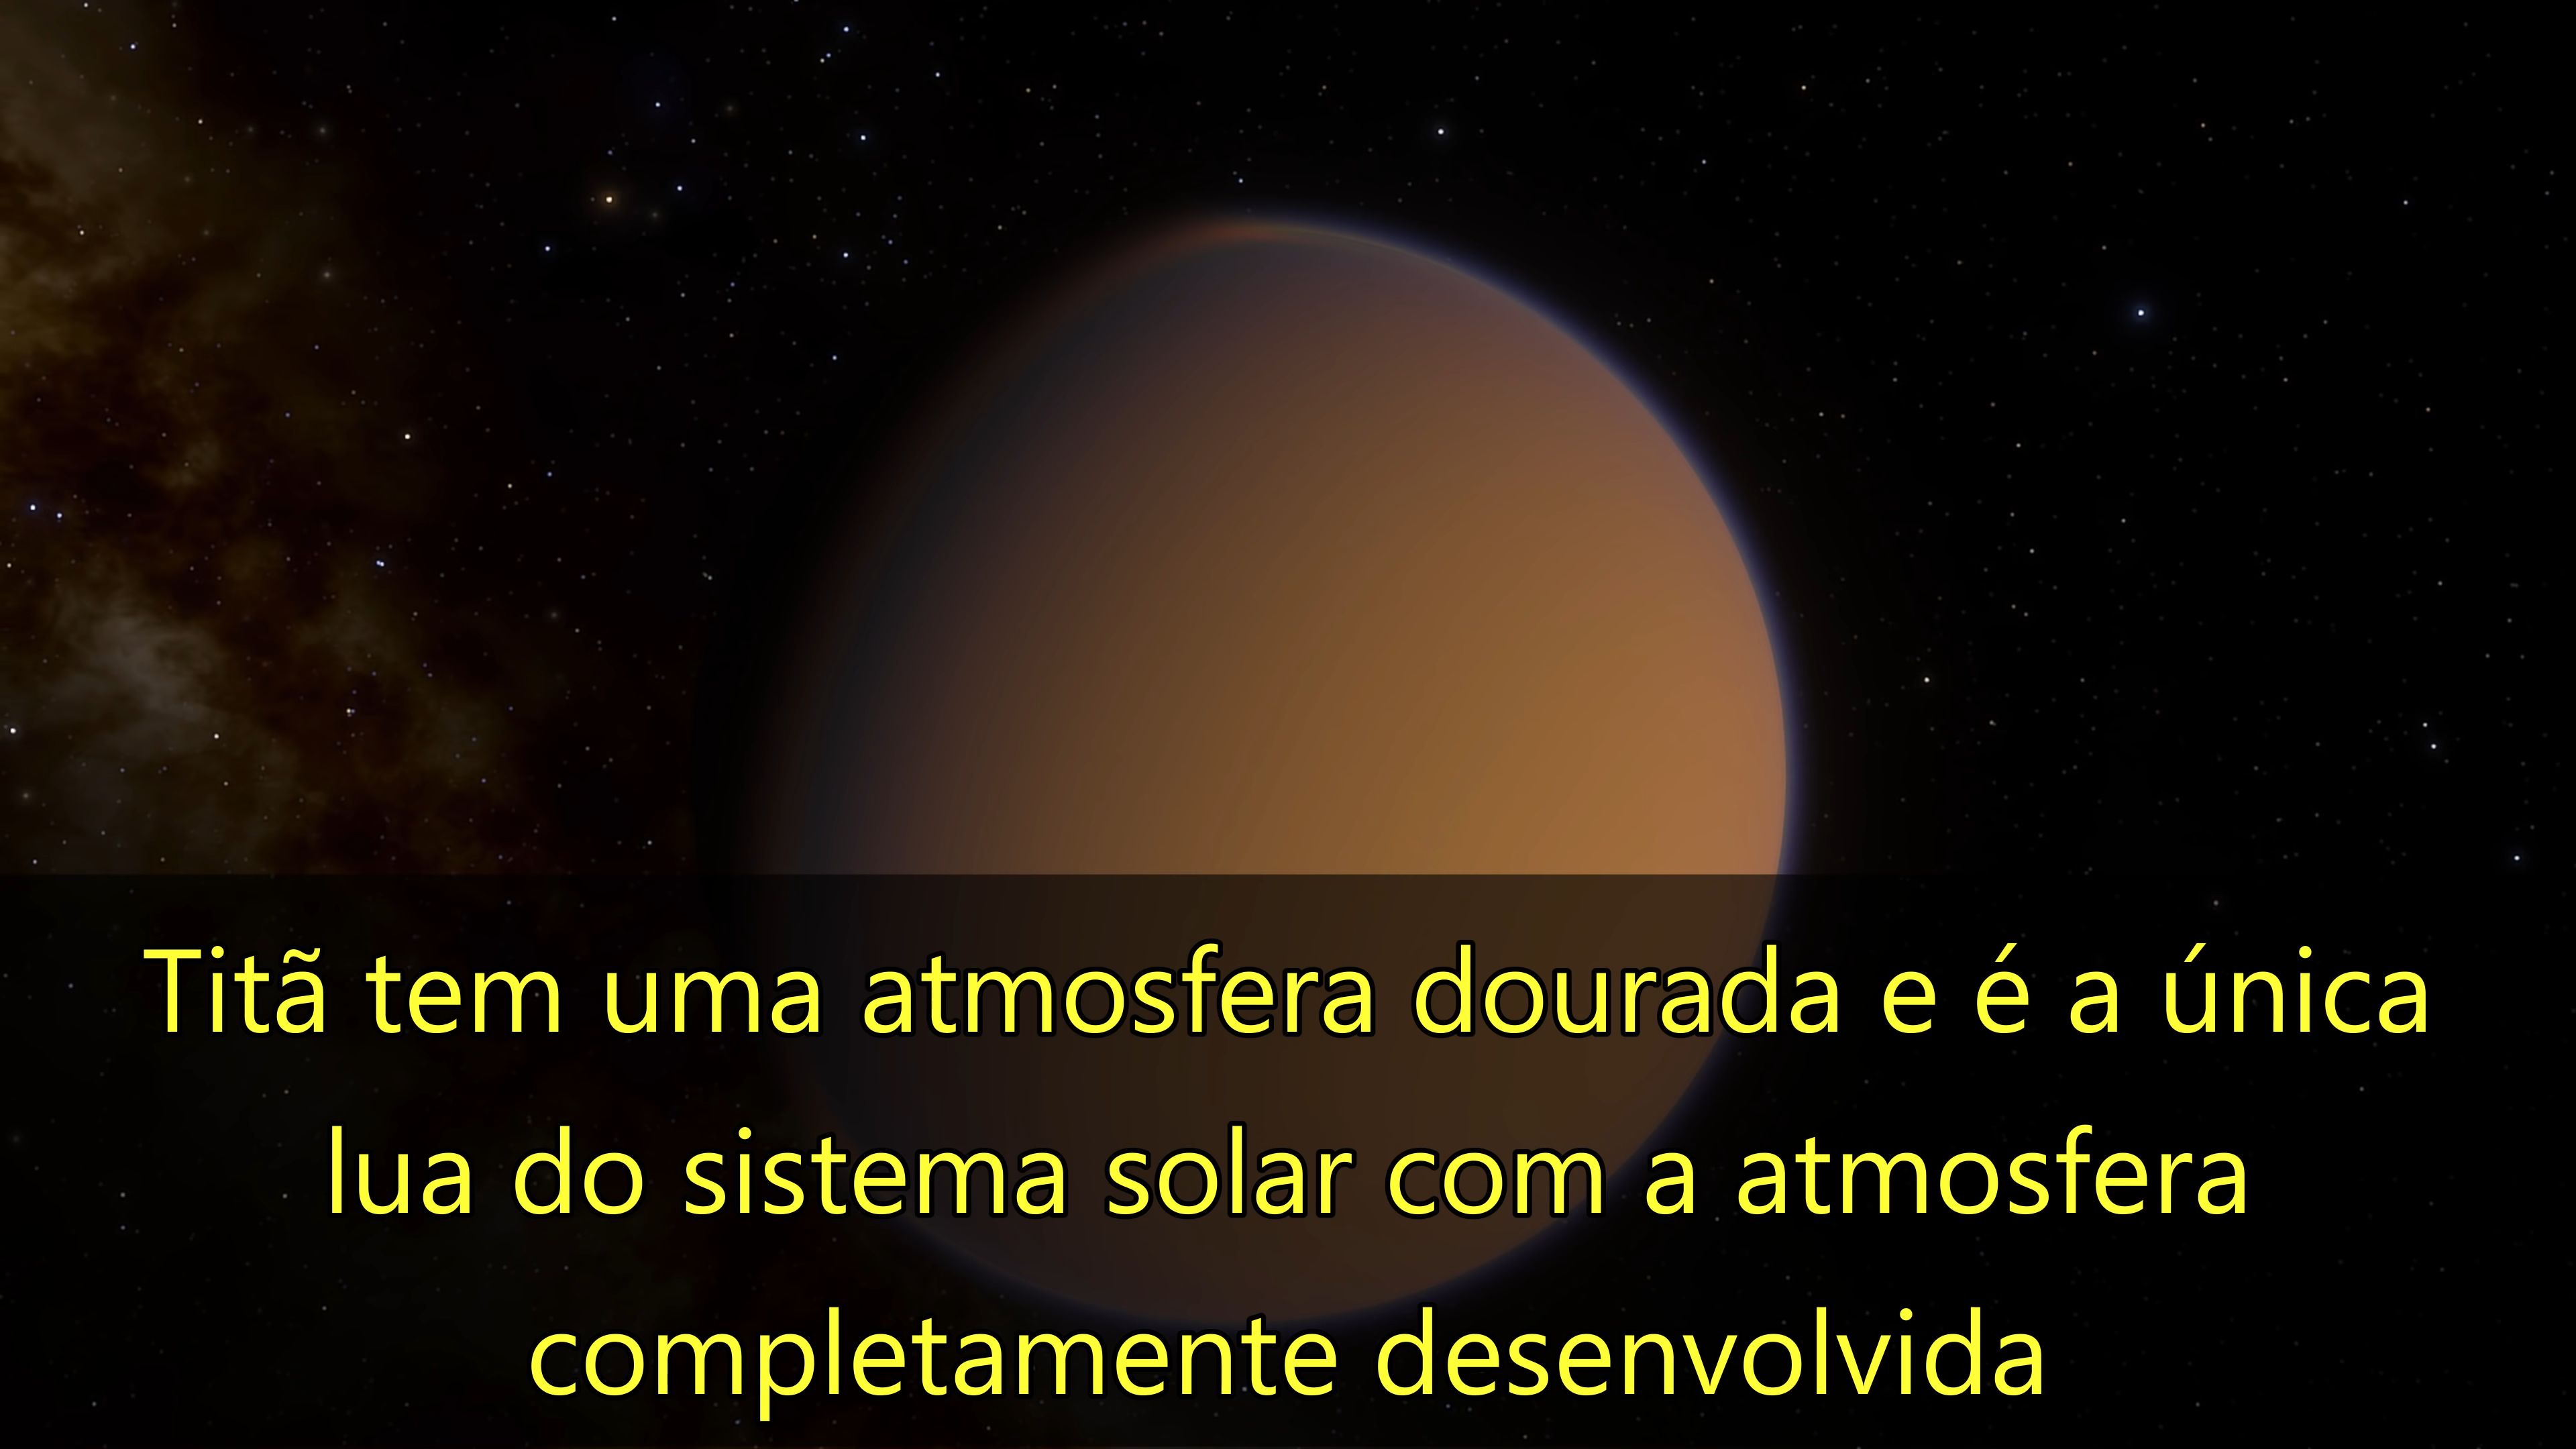 Titã tem uma atmosfera dourada e é a única
lua do sistema solar com a atmosfera
completamente desenvolvida